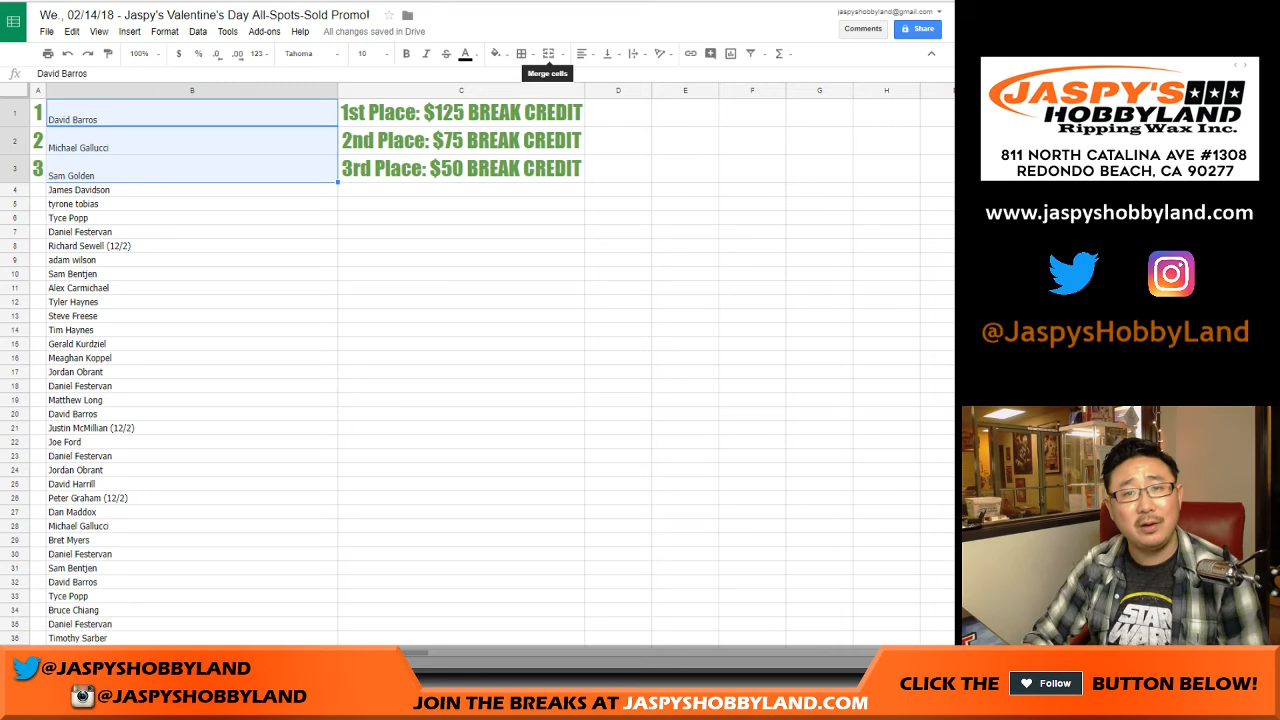 We., 02/14/18 - Jaspy's Valentine's Day All-Spots-Sold Promo!
jaspyshobbyland@gmail.com
File Edit View Insert Format Data Tools Add-ons Help All changes saved in Drive
Comments Share
100% $ % .0 .00 123 Tahoma 10 B I S A
Merge cells
fx David Barros
A B C D E F G H
1 1 David Barros 1st Place: $125 BREAK CREDIT
2 2 Michael Gallucci 2nd Place: $75 BREAK CREDIT
3 3 Sam Golden 3rd Place: $50 BREAK CREDIT
4 James Davidson
5 tyrone tobias
6 Tyce Popp
7 Daniel Festervan
8 Richard Sewell (12/2)
9 adam wilson
10 Sam Bentjen
11 Alex Carmichael
12 Tyler Haynes
13 Steve Freese
14 Tim Haynes
15 Gerald Kurdziel
16 Meaghan Koppel
17 Jordan Obrant
18 Daniel Festervan
19 Matthew Long
20 David Barros
21 Justin McMillian (12/2)
22 Joe Ford
23 Daniel Festervan
24 Jordan Obrant
25 David Harrill
26 Peter Graham (12/2)
27 Dan Maddox
28 Michael Gallucci
29 Bret Myers
30 Daniel Festervan
31 Sam Bentjen
32 David Barros
33 Tyce Popp
34 Bruce Chiang
35 Daniel Festervan
36 Timothy Sarber
JASPY'S
HOBBYLAND
Ripping Wax Inc.
811 NORTH CATALINA AVE #1308
REDONDO BEACH, CA 90277
www.jaspyshobbyland.com
@JaspysHobbyLand
STAR
WARS
@JASPYSHOBBYLAND
@JASPYSHOBBYLAND
JOIN THE BREAKS AT JASPYSHOBBYLAND.COM
CLICK THE Follow BUTTON BELOW!